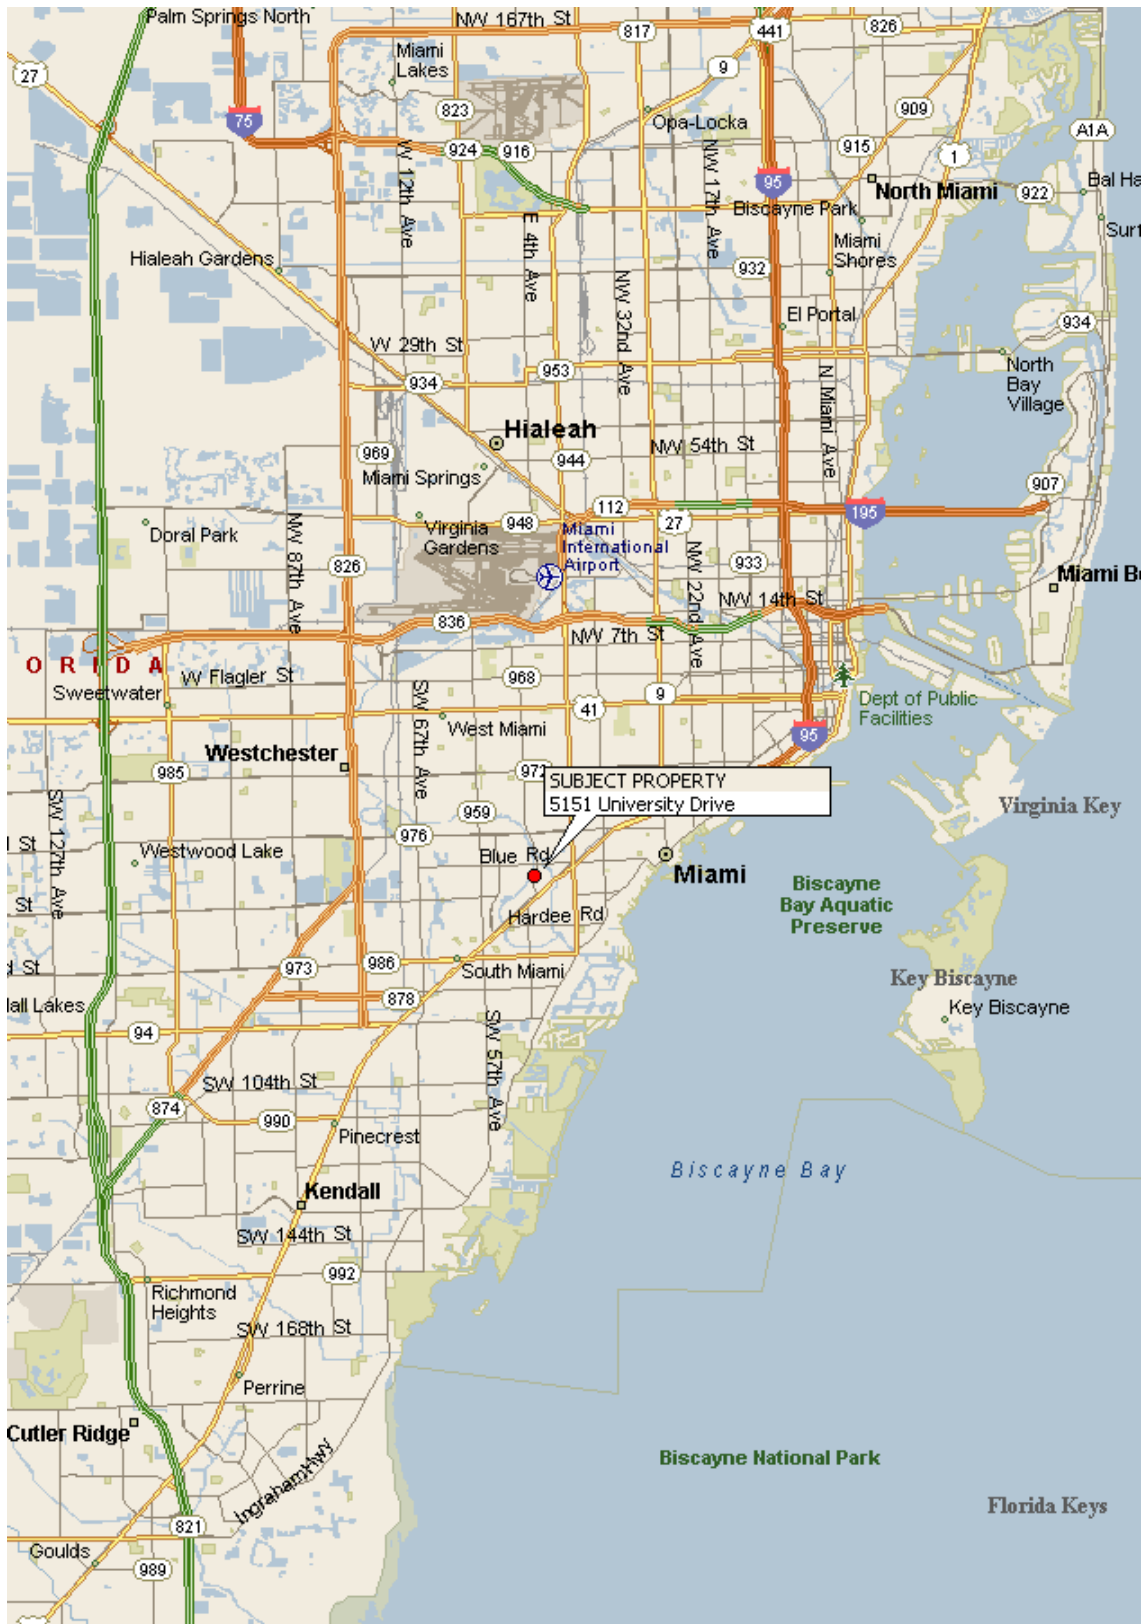 Palm Springs North
NW 167th St
817
441
826
27
Miami
Lakes
9
75
823
Opa-Locka
909
A1A
924
916
915
1
W 12th Ave
NW 17th Ave
95
North Miami
922
Bal Ha
Biscayne Park
Surf
E 4th Ave
Miami
Shores
Hialeah Gardens
932
NW 32nd Ave
El Portal
934
W 29th St
953
934
North
Bay
Village
N Miami Ave
Hialeah
NW 54th St
969
944
Miami Springs
907
112
195
Virginia
Gardens
948
27
Doral Park
Miami
International
Airport
NW 87th Ave
826
NW 22nd Ave
933
Miami Be
NW 14th St
836
NW 7th St
O R I D A
W Flagler St
968
Sweetwater
9
41
Dept of Public
Facilities
SW 67th Ave
West Miami
95
Westchester
985
972
SUBJECT PROPERTY
5151 University Drive
SW 127th Ave
959
Virginia Key
976
St
Westwood Lake
Blue Rd
Miami
Biscayne
Bay Aquatic
Preserve
St
Hardee Rd
d St
973
986
South Miami
Key Biscayne
878
dall Lakes
Key Biscayne
94
SW 57th Ave
SW 104th St
874
990
Pinecrest
Biscayne Bay
Kendall
SW 144th St
992
Richmond
Heights
SW 168th St
Perrine
Cutler Ridge
Biscayne National Park
Ingraham Hwy
Florida Keys
821
Goulds
989